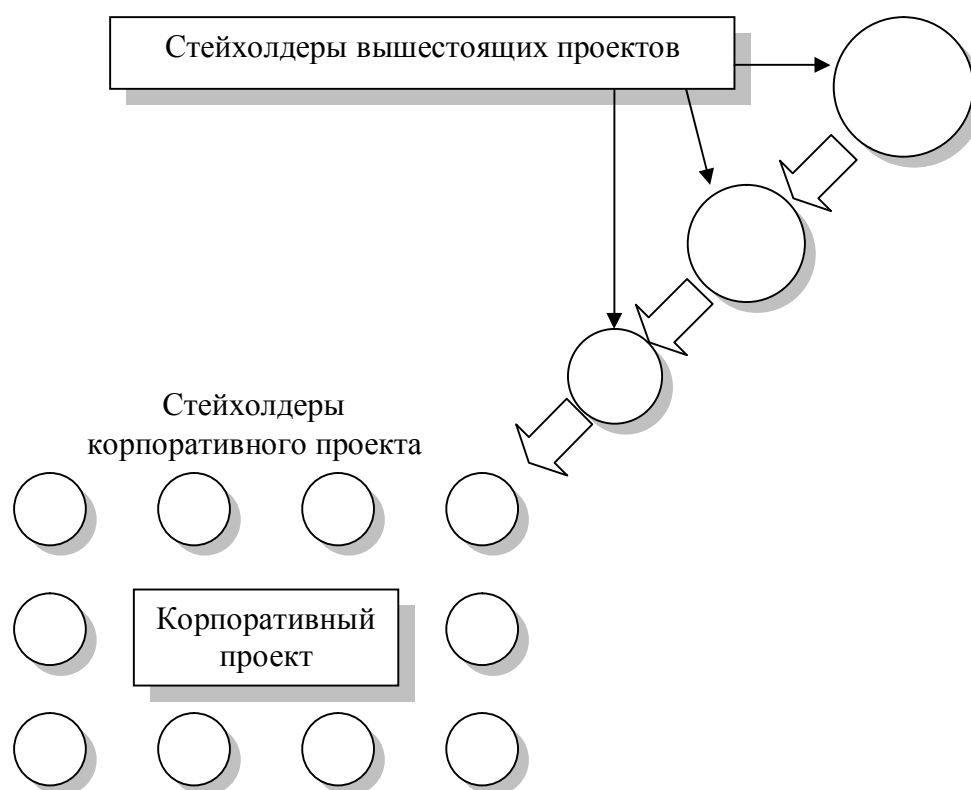 Стейхолдеры вышестоящих проектов
Стейхолдеры
корпоративного проекта
Корпоративный
проект